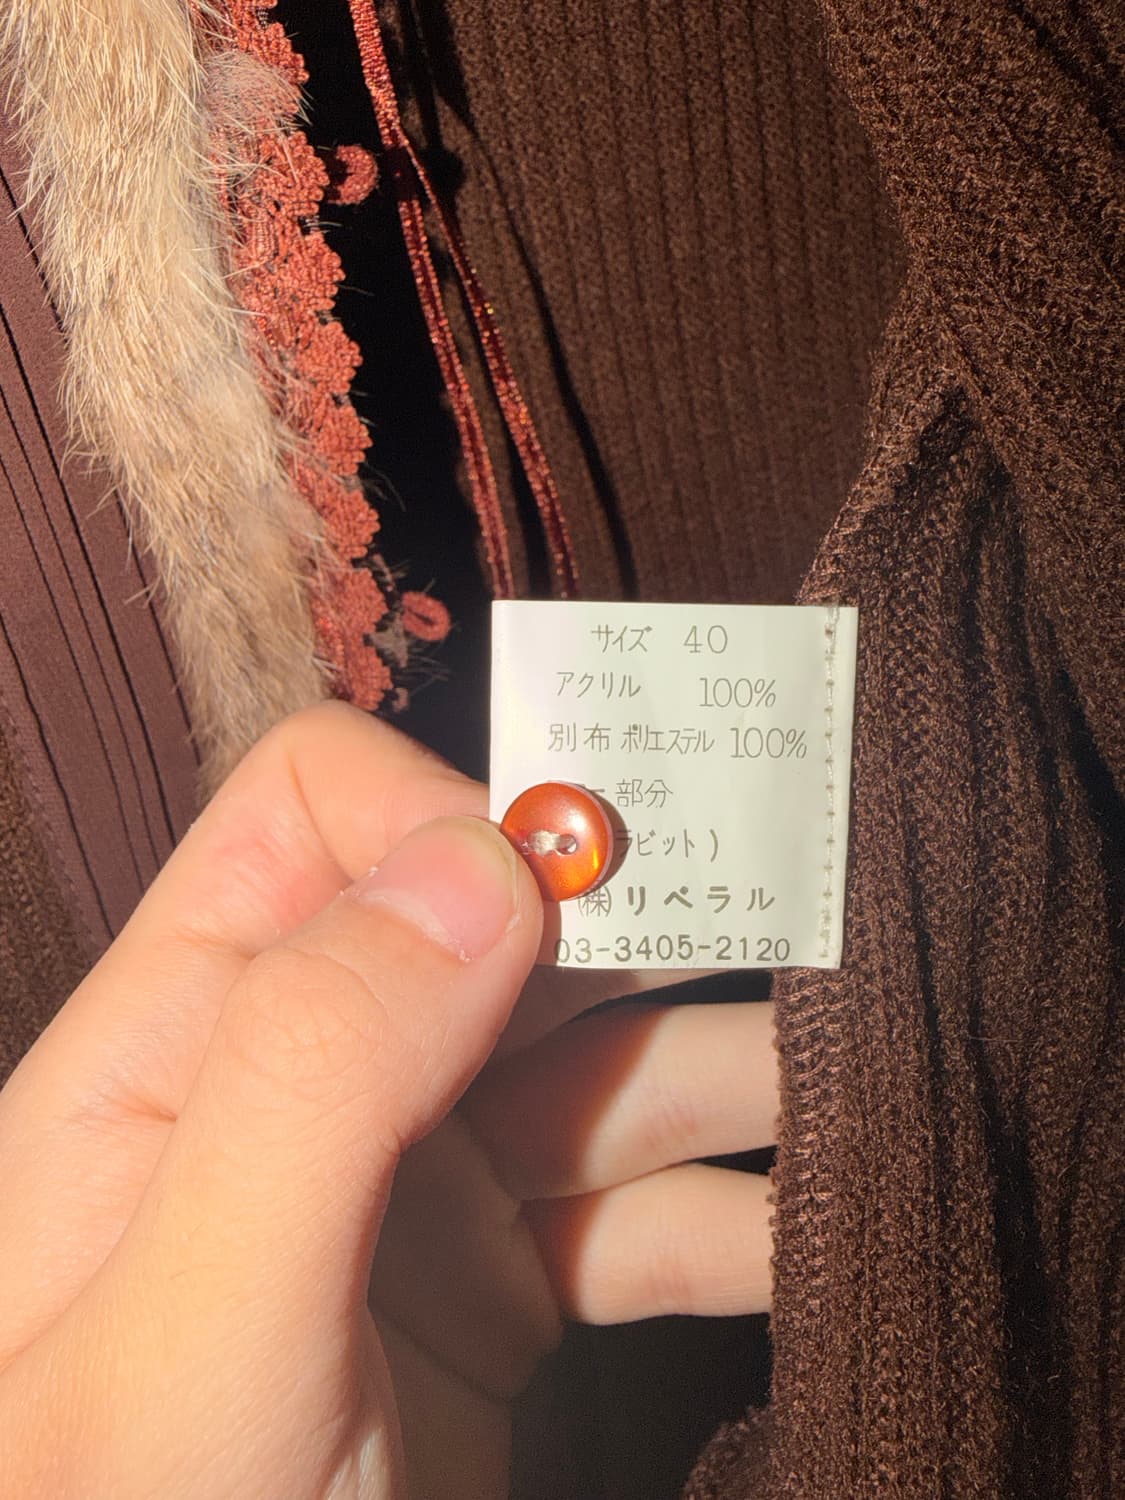 サイズ 40
アクリル 100%
別布 ポリエステル 100%
部分
ラビット )
㈱ リベラル
03-3405-2120